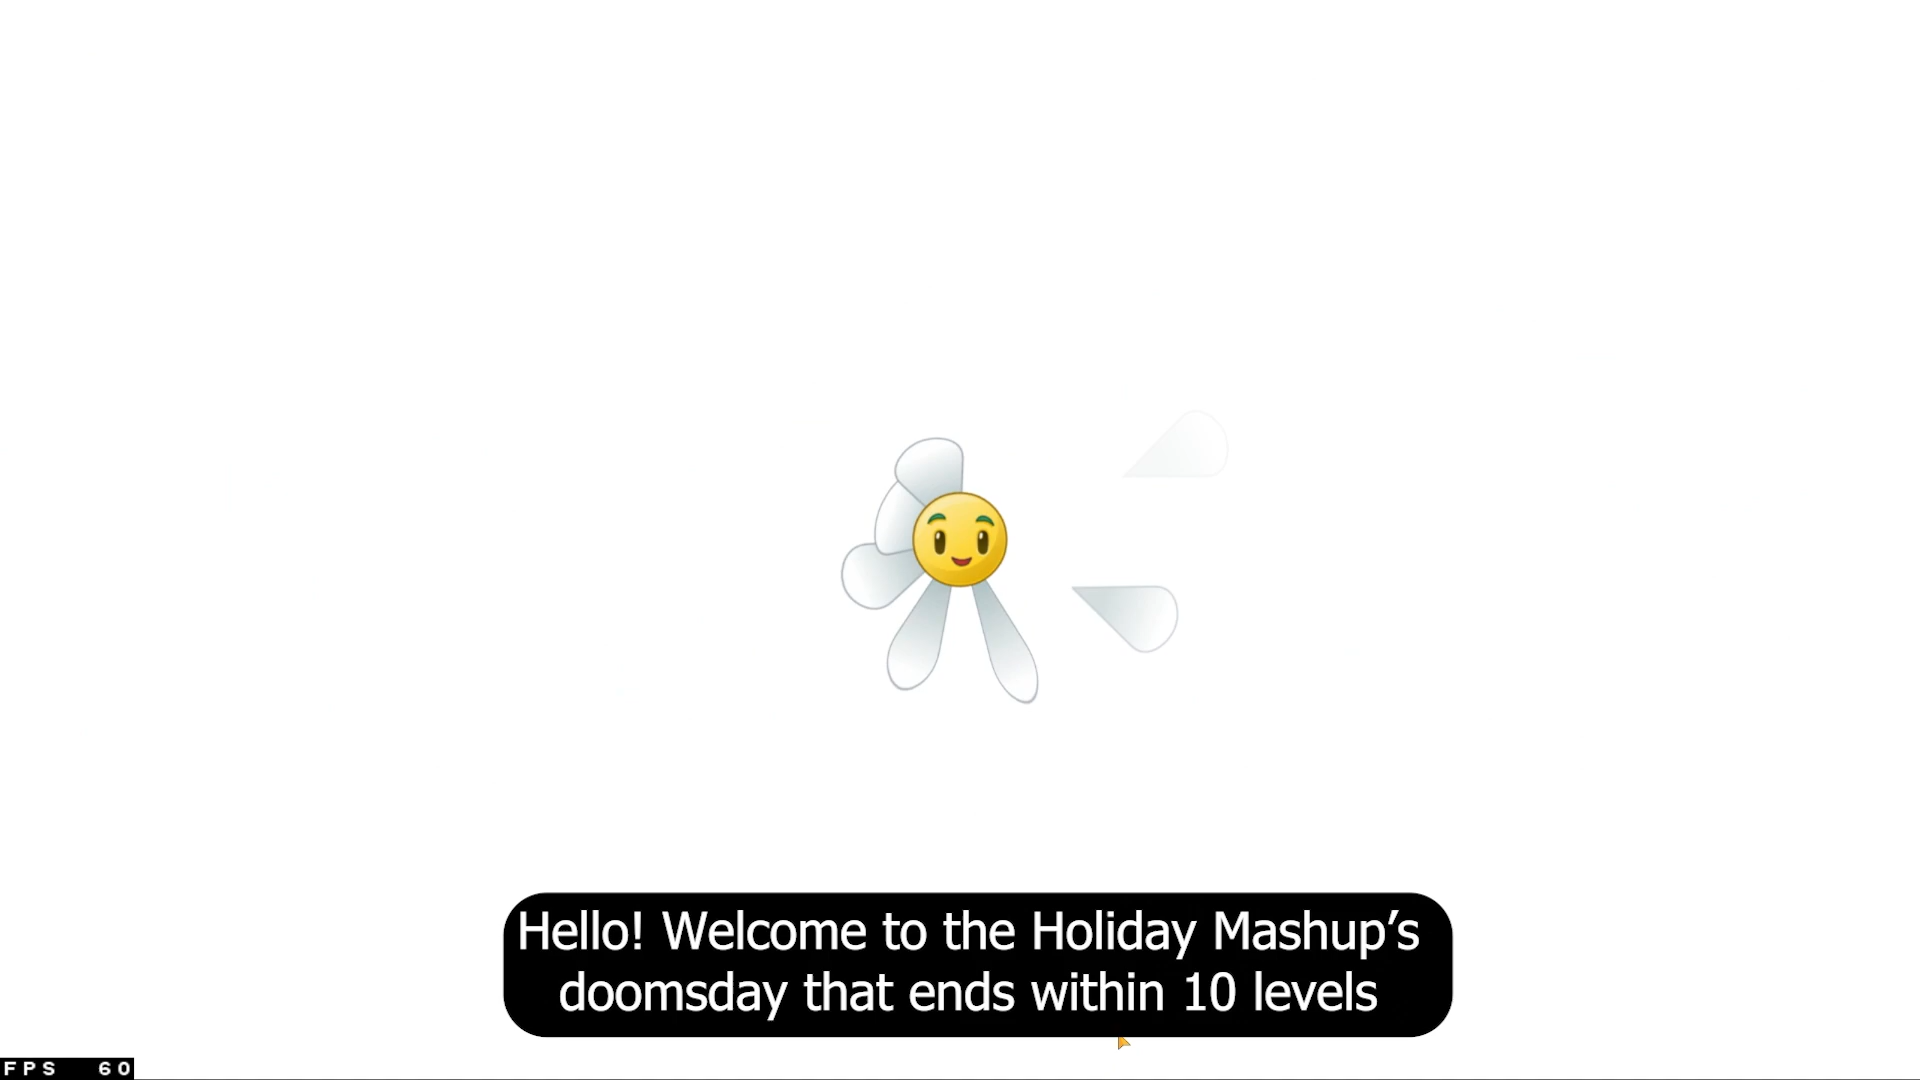 Hello! Welcome to the Holiday Mashup’s
doomsday that ends within 10 levels
FPS 60